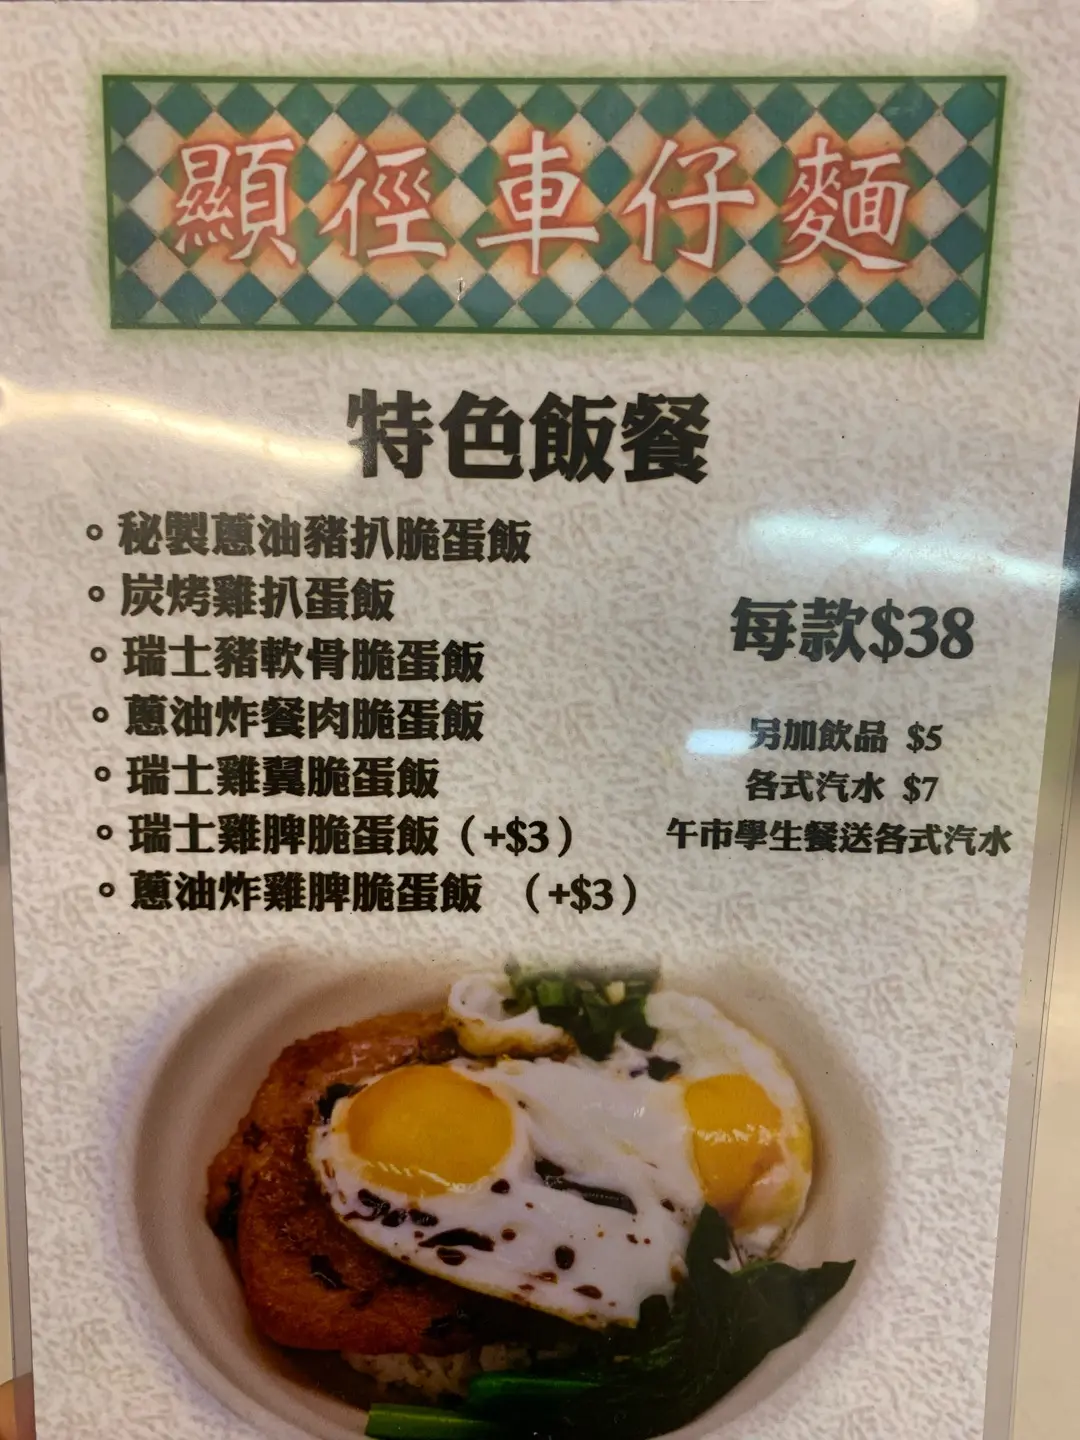 顯徑車仔麵
特色飯餐
。秘製蔥油豬扒脆蛋飯
。炭烤雞扒蛋飯
。瑞士豬軟骨脆蛋飯
。蔥油炸餐肉脆蛋飯
。瑞士雞翼脆蛋飯
。瑞士雞髀脆蛋飯（+$3）
。蔥油炸雞髀脆蛋飯 （+$3）
每款$38
另加飲品 $5
各式汽水 $7
午市學生餐送各式汽水